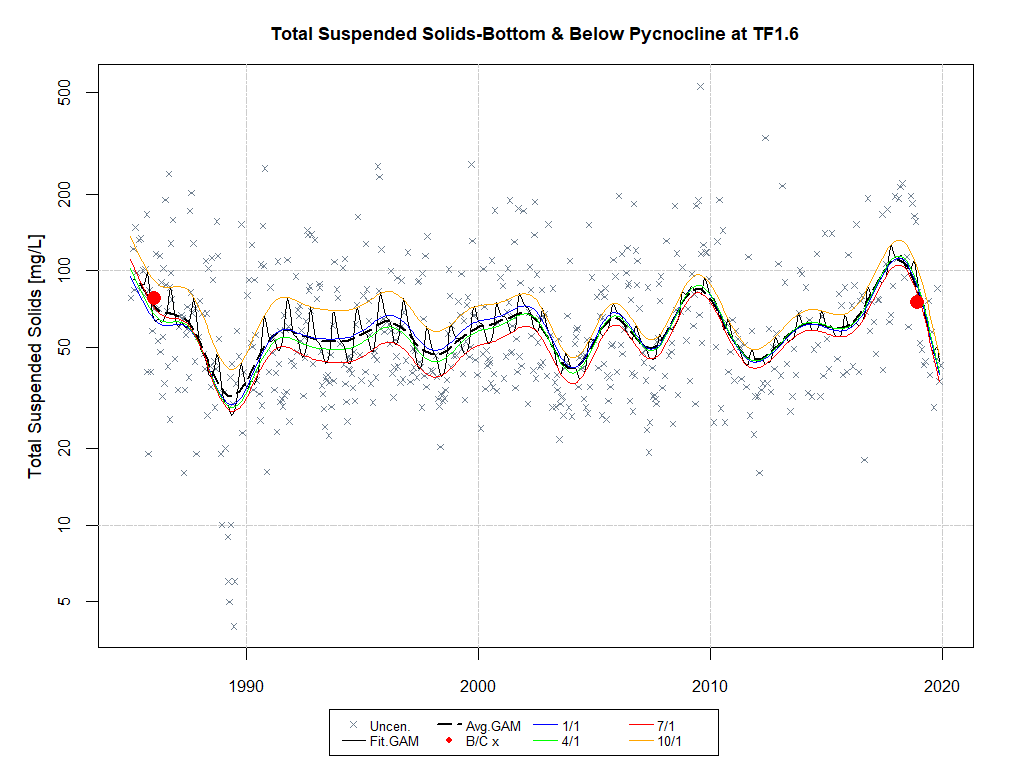 Total Suspended Solids-Bottom & Below Pycnocline at TF1.6
Total Suspended Solids [mg/L]
500
200
100
50
20
10
5
1990 2000 2010 2020
Uncen. Avg.GAM 1/1 7/1
Fit.GAM B/C x 4/1 10/1